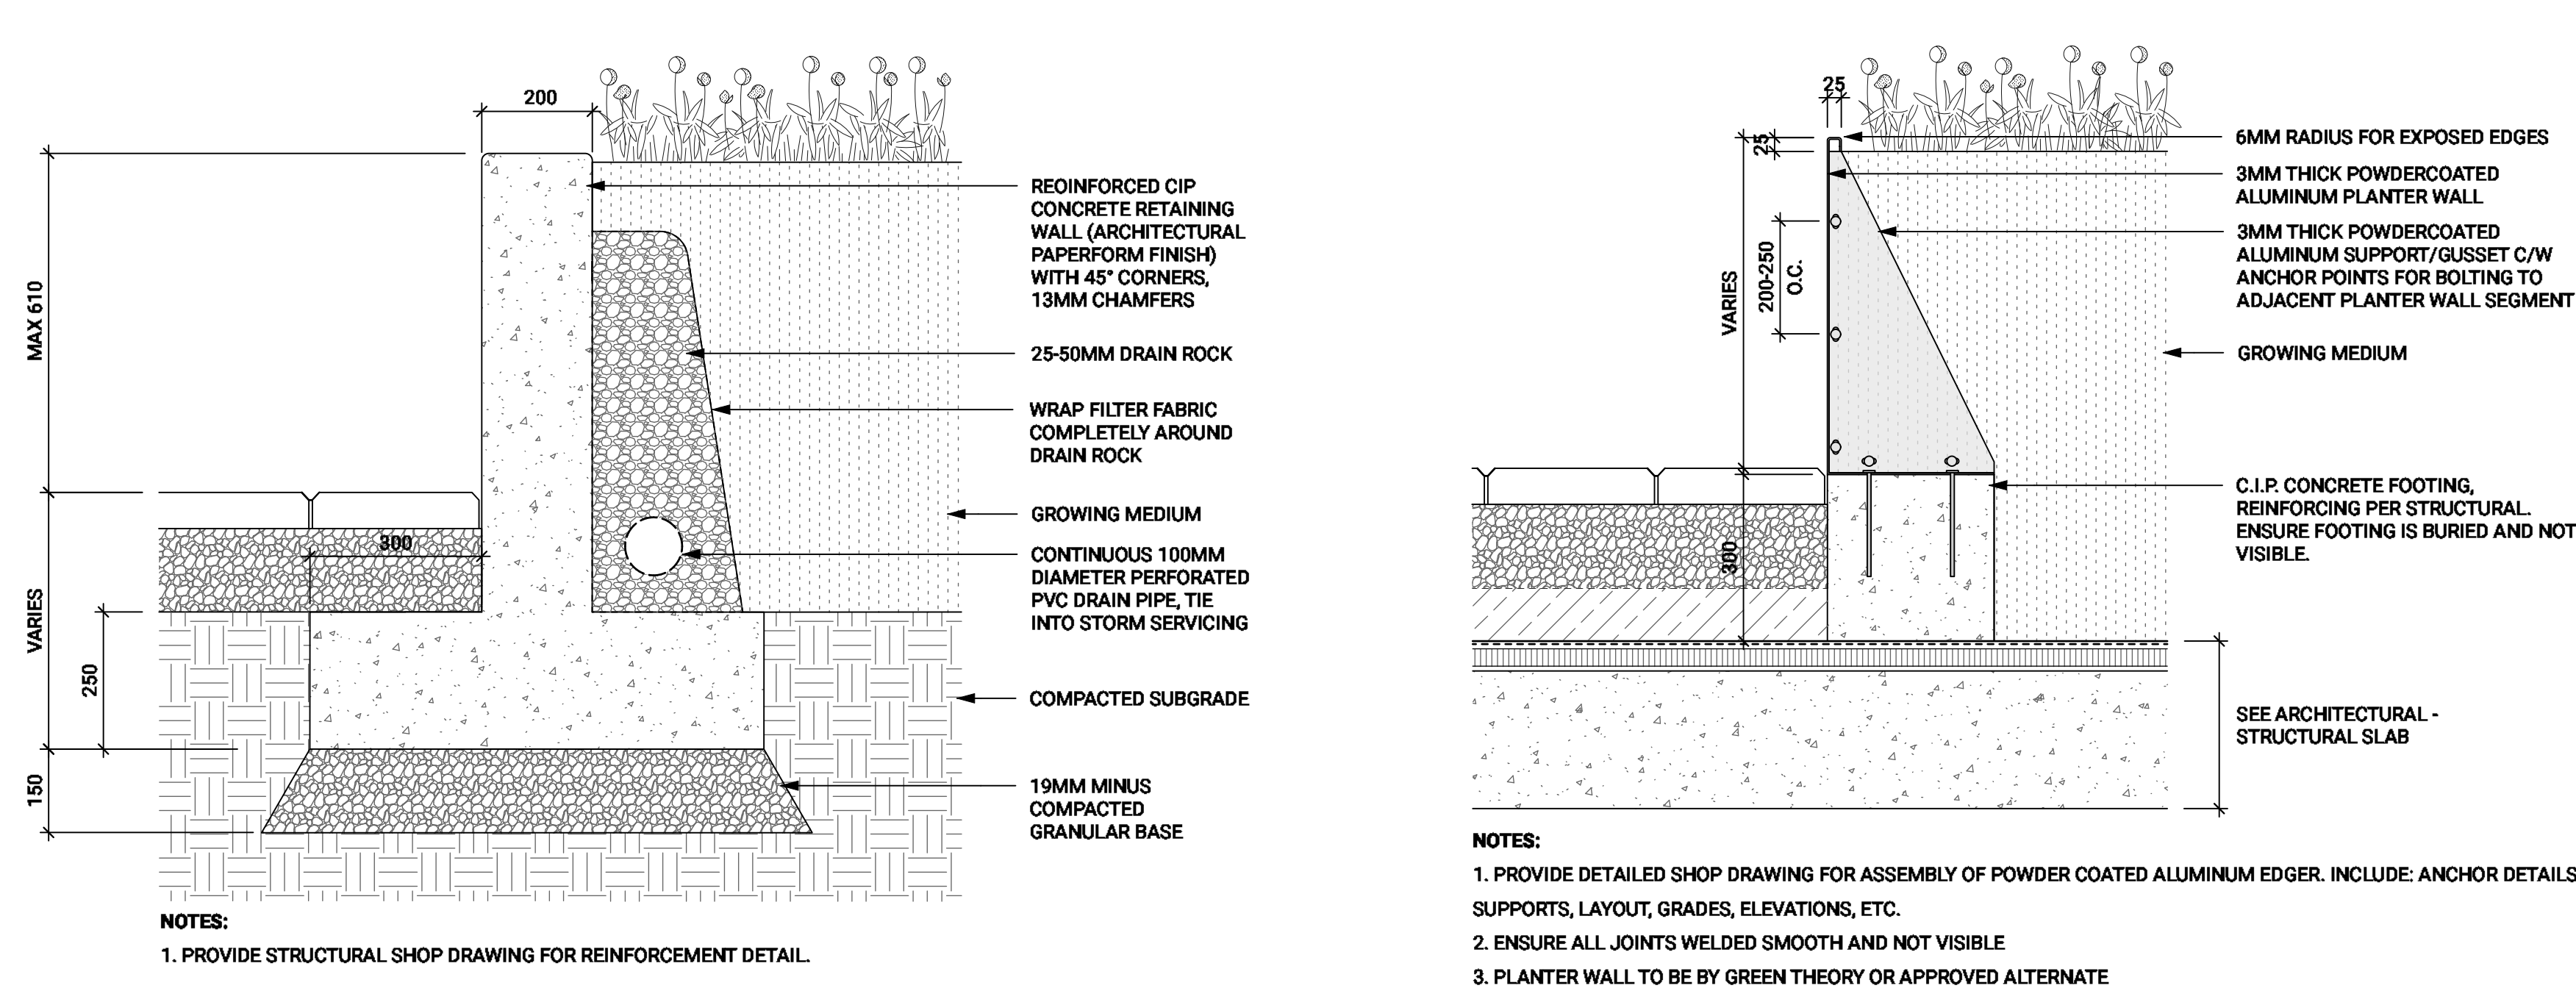 200
MAX 610
300
VARIES
250
150
REOINFORCED CIP
CONCRETE RETAINING
WALL (ARCHITECTURAL
PAPERFORM FINISH)
WITH 45° CORNERS,
13MM CHAMFERS
25-50MM DRAIN ROCK
WRAP FILTER FABRIC
COMPLETELY AROUND
DRAIN ROCK
GROWING MEDIUM
CONTINUOUS 100MM
DIAMETER PERFORATED
PVC DRAIN PIPE, TIE
INTO STORM SERVICING
COMPACTED SUBGRADE
19MM MINUS
COMPACTED
GRANULAR BASE
NOTES:
1. PROVIDE STRUCTURAL SHOP DRAWING FOR REINFORCEMENT DETAIL.
25
25
VARIES
200-250
O.C.
300
6MM RADIUS FOR EXPOSED EDGES
3MM THICK POWDERCOATED
ALUMINUM PLANTER WALL
3MM THICK POWDERCOATED
ALUMINUM SUPPORT/GUSSET C/W
ANCHOR POINTS FOR BOLTING TO
ADJACENT PLANTER WALL SEGMENT
GROWING MEDIUM
C.I.P. CONCRETE FOOTING,
REINFORCING PER STRUCTURAL.
ENSURE FOOTING IS BURIED AND NOT
VISIBLE.
SEE ARCHITECTURAL -
STRUCTURAL SLAB
NOTES:
1. PROVIDE DETAILED SHOP DRAWING FOR ASSEMBLY OF POWDER COATED ALUMINUM EDGER. INCLUDE: ANCHOR DETAILS
SUPPORTS, LAYOUT, GRADES, ELEVATIONS, ETC.
2. ENSURE ALL JOINTS WELDED SMOOTH AND NOT VISIBLE
3. PLANTER WALL TO BE BY GREEN THEORY OR APPROVED ALTERNATE